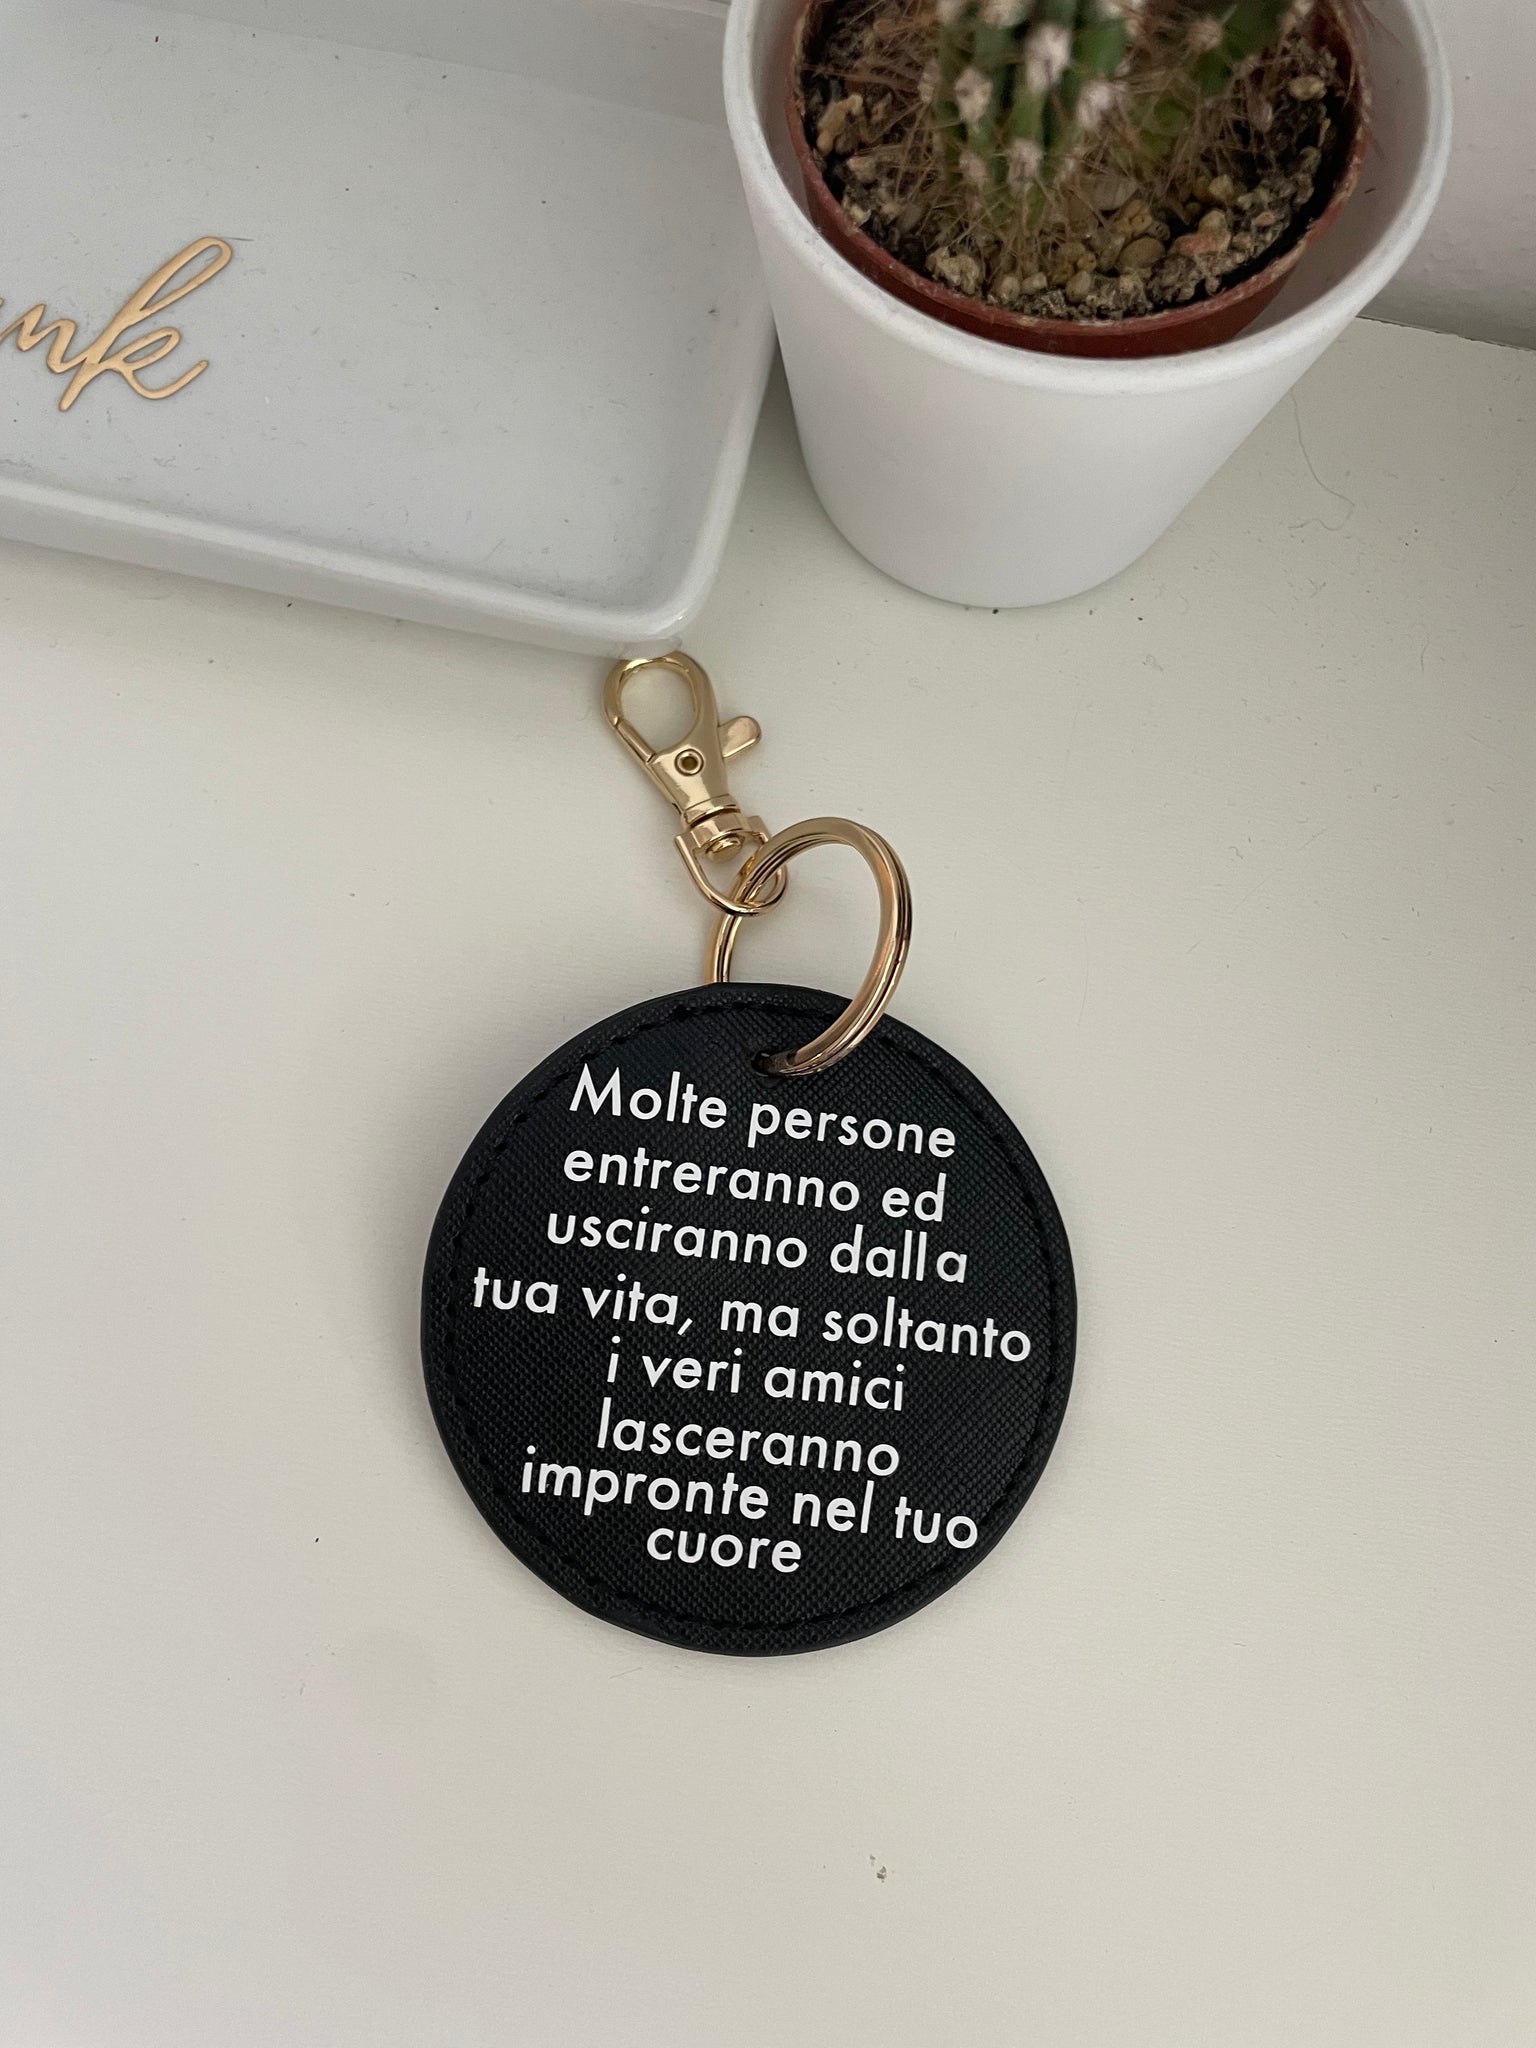 Molte persone
entreranno ed
usciranno dalla
tua vita, ma soltanto
i veri amici
lasceranno
impronte nel tuo
cuore